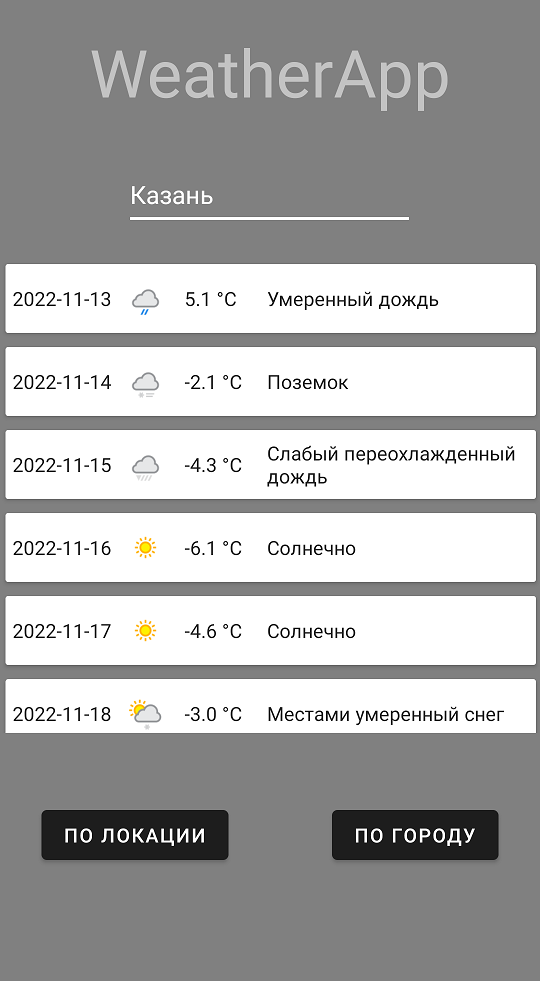 WeatherApp
Казань
2022-11-13 5.1 °C Умеренный дождь
2022-11-14 -2.1 °C Поземок
2022-11-15 -4.3 °C Слабый переохлажденный
дождь
2022-11-16 -6.1 °C Солнечно
2022-11-17 -4.6 °C Солнечно
2022-11-18 -3.0 °C Местами умеренный снег
ПО ЛОКАЦИИ ПО ГОРОДУ